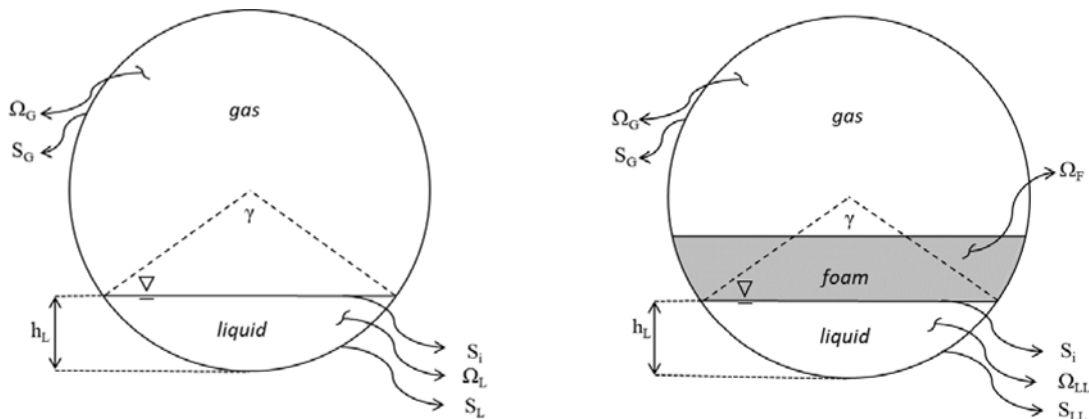 Ω_G
S_G
gas
γ
h_L
liquid
S_i
Ω_L
S_L
Ω_G
S_G
gas
Ω_F
γ
foam
h_L
liquid
S_i
Ω_LL
S_LL